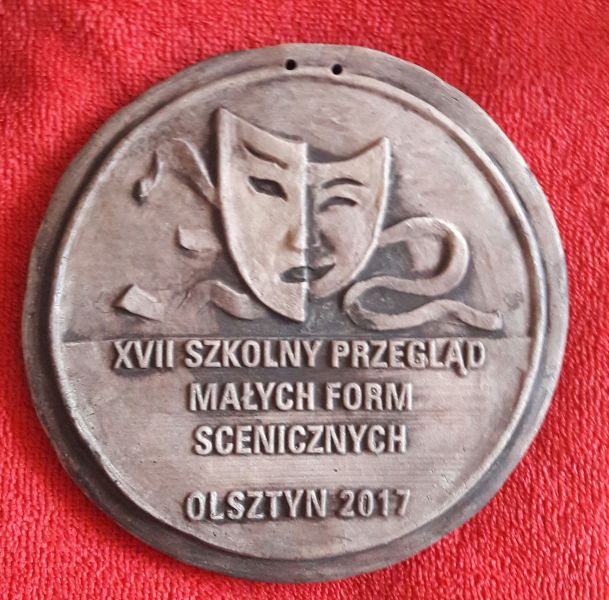 XVII SZKOLNY PRZEGLĄD
MAŁYCH FORM
SCENICZNYCH
OLSZTYN 2017